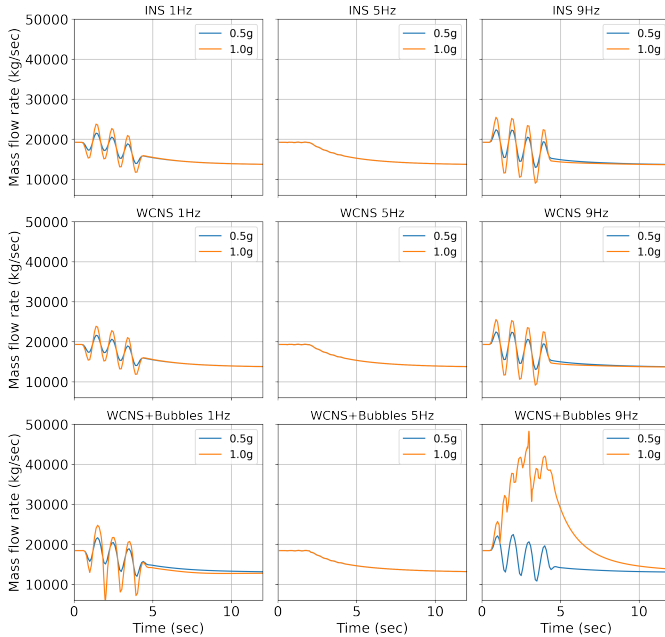 INS 1Hz
INS 5Hz
INS 9Hz
Mass flow rate (kg/sec)
50000
40000
30000
20000
10000
0.5g
1.0g
0.5g
1.0g
0.5g
1.0g
WCNS 1Hz
WCNS 5Hz
WCNS 9Hz
Mass flow rate (kg/sec)
50000
40000
30000
20000
10000
0.5g
1.0g
0.5g
1.0g
0.5g
1.0g
WCNS+Bubbles 1Hz
WCNS+Bubbles 5Hz
WCNS+Bubbles 9Hz
Mass flow rate (kg/sec)
50000
40000
30000
20000
10000
0.5g
1.0g
0.5g
1.0g
0.5g
1.0g
0 5 10
0 5 10
0 5 10
Time (sec)
Time (sec)
Time (sec)